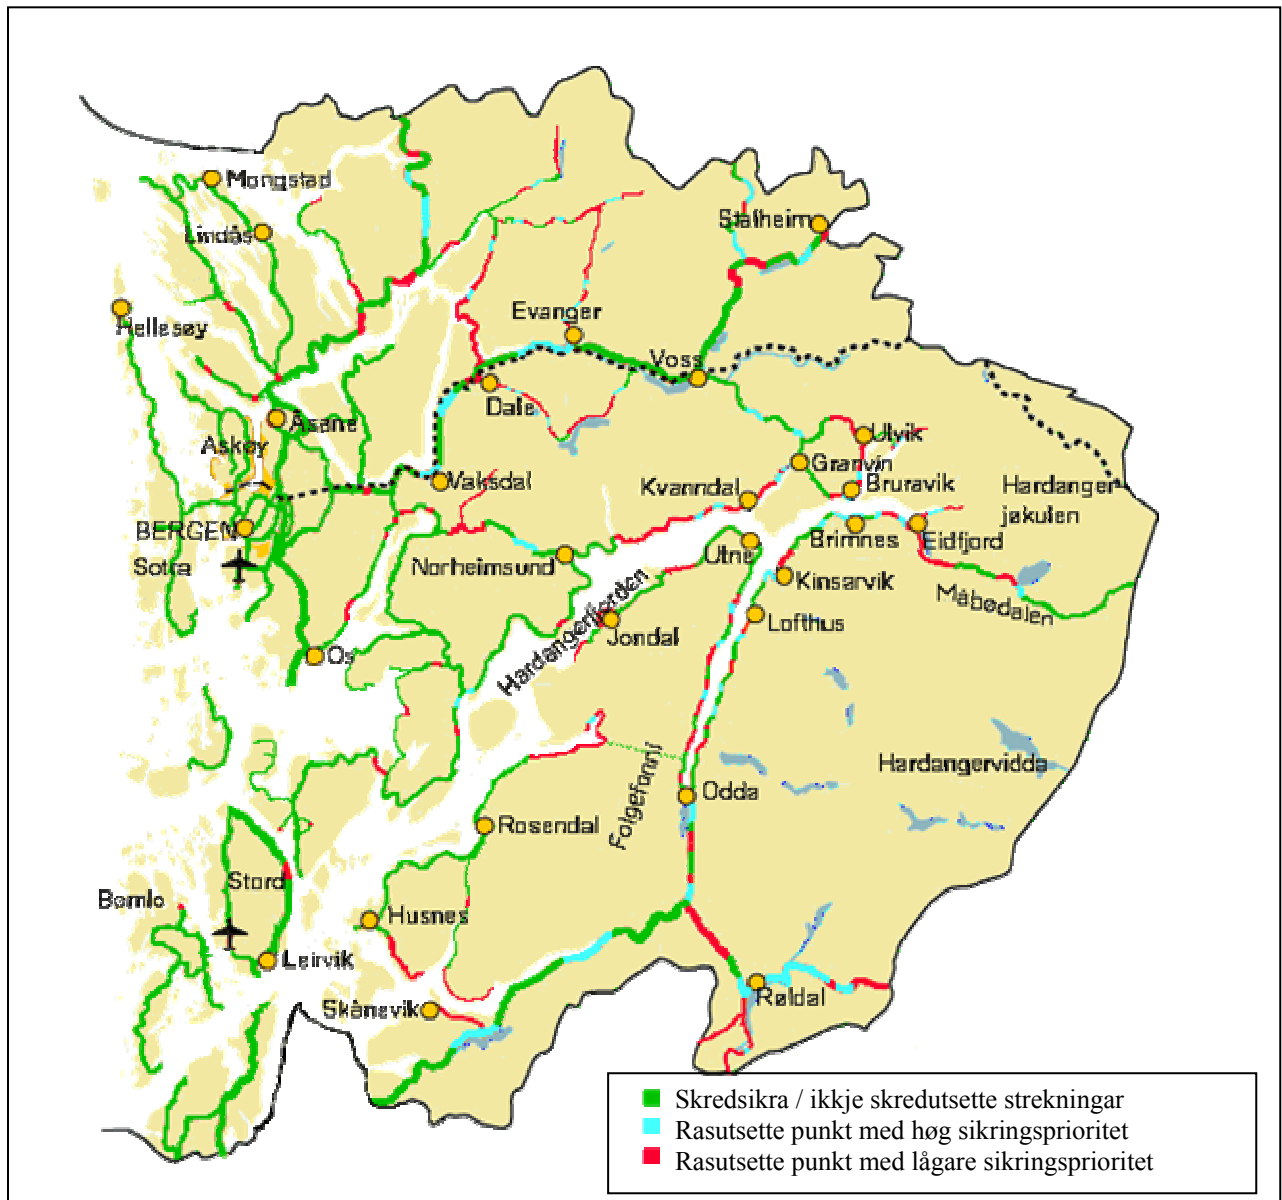 Mongstad
Lindås
Stalheim
Hellesøy
Evanger
Voss
Dale
Åsane
Askøy
Ulvik
Granvin
Vaksdal
Kvanndal
Bruravik
Hardanger-
jøkulen
BERGEN
Brimnes
Eidfjord
Utne
Sotra
Norheimsund
Kinsarvik
Måbødalen
Hardangerfjorden
Lofthus
Jondal
Os
Folgefonni
Hardangervidda
Odda
Rosendal
Stord
Bømlo
Husnes
Leirvik
Røldal
Skånevik
Skredsikra / ikkje skredutsette strekningar
Rasutsette punkt med høg sikringsprioritet
Rasutsette punkt med lågare sikringsprioritet